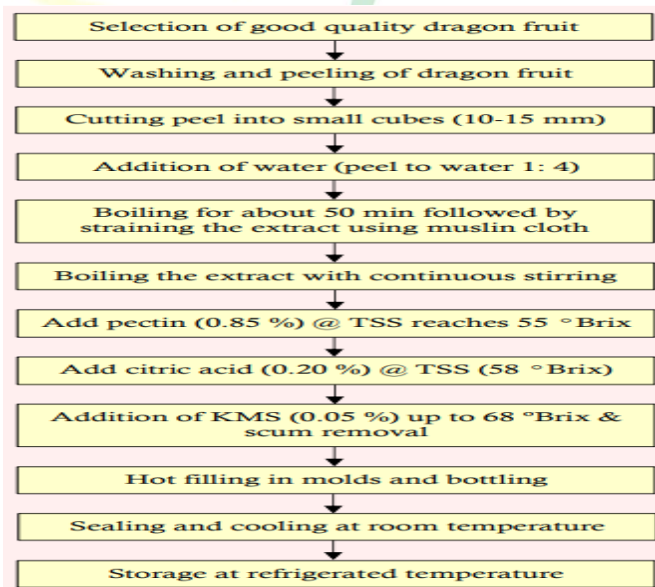 Selection of good quality dragon fruit
Washing and peeling of dragon fruit
Cutting peel into small cubes (10-15 mm)
Addition of water (peel to water 1: 4)
Boiling for about 50 min followed by
straining the extract using muslin cloth
Boiling the extract with continuous stirring
Add pectin (0.85 %) @ TSS reaches 55 °Brix
Add citric acid (0.20 %) @ TSS (58 °Brix)
Addition of KMS (0.05 %) up to 68 °Brix &
scum removal
Hot filling in molds and bottling
Sealing and cooling at room temperature
Storage at refrigerated temperature